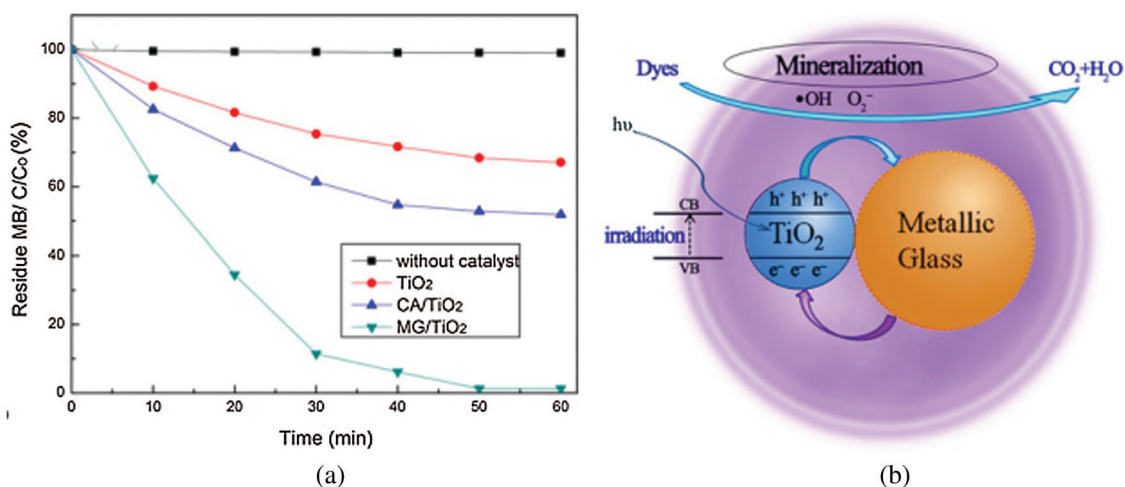 100
80
60
40
20
0
Residue MB/ C/Co(%)
without catalyst
TiO₂
CA/TiO₂
MG/TiO₂
0 10 20 30 40 50 60
Time (min)
(a)
Dyes
Mineralization
CO₂+H₂O
•OH O₂⁻
hυ
CB
irradiation
VB
h⁺ h⁺ h⁺
TiO₂
e⁻ e⁻ e⁻
Metallic
Glass
(b)